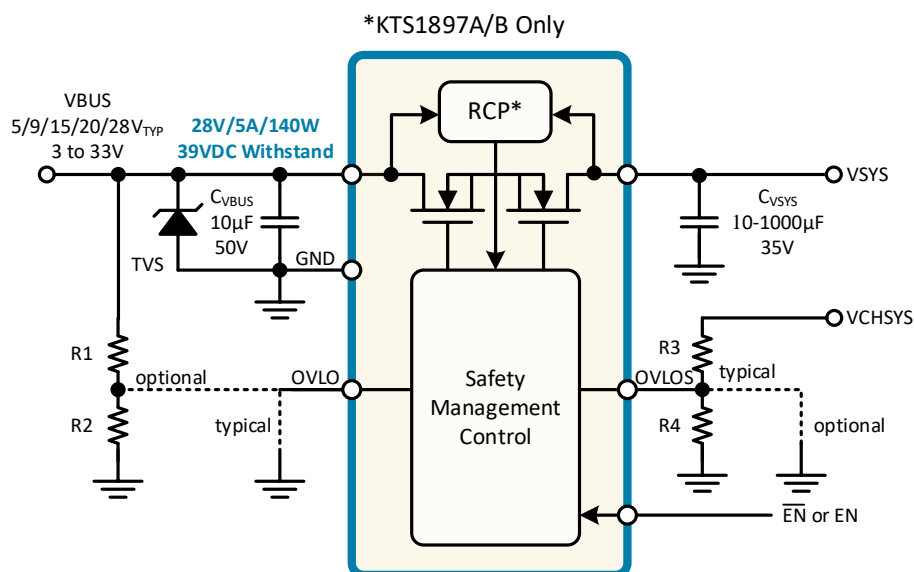 *KTS1897A/B Only
VBUS
5/9/15/20/28VTYP
3 to 33V
28V/5A/140W
39VDC Withstand
RCP*
VSYS
CVBUS
10µF
50V
CVSYS
10-1000µF
35V
TVS
GND
VCHSYS
R1
R3
optional
OVLO
OVLOS
typical
R2
typical
R4
optional
Safety
Management
Control
EN or EN